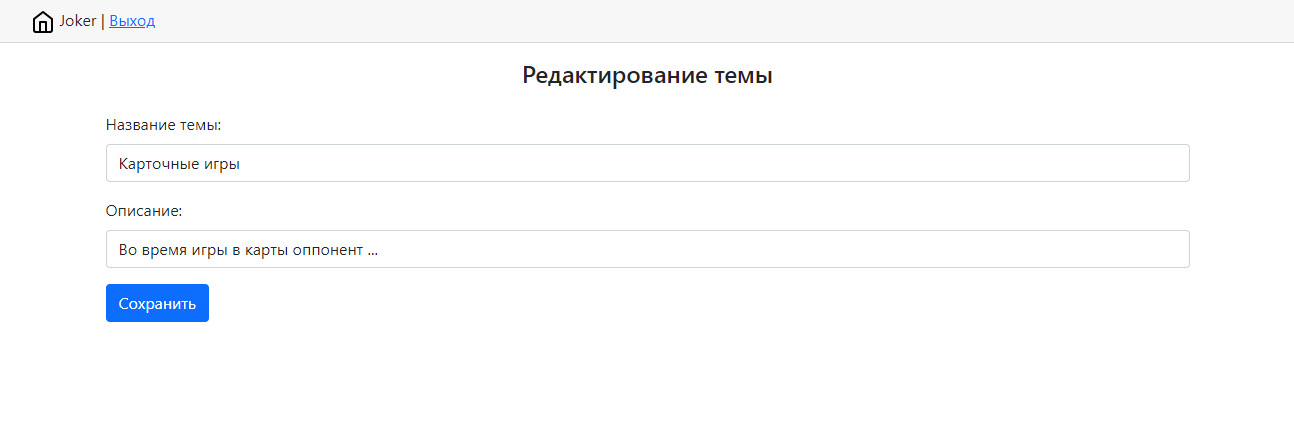 Joker | Выход
Редактирование темы
Название темы:
Карточные игры
Описание:
Во время игры в карты оппонент ...
Сохранить